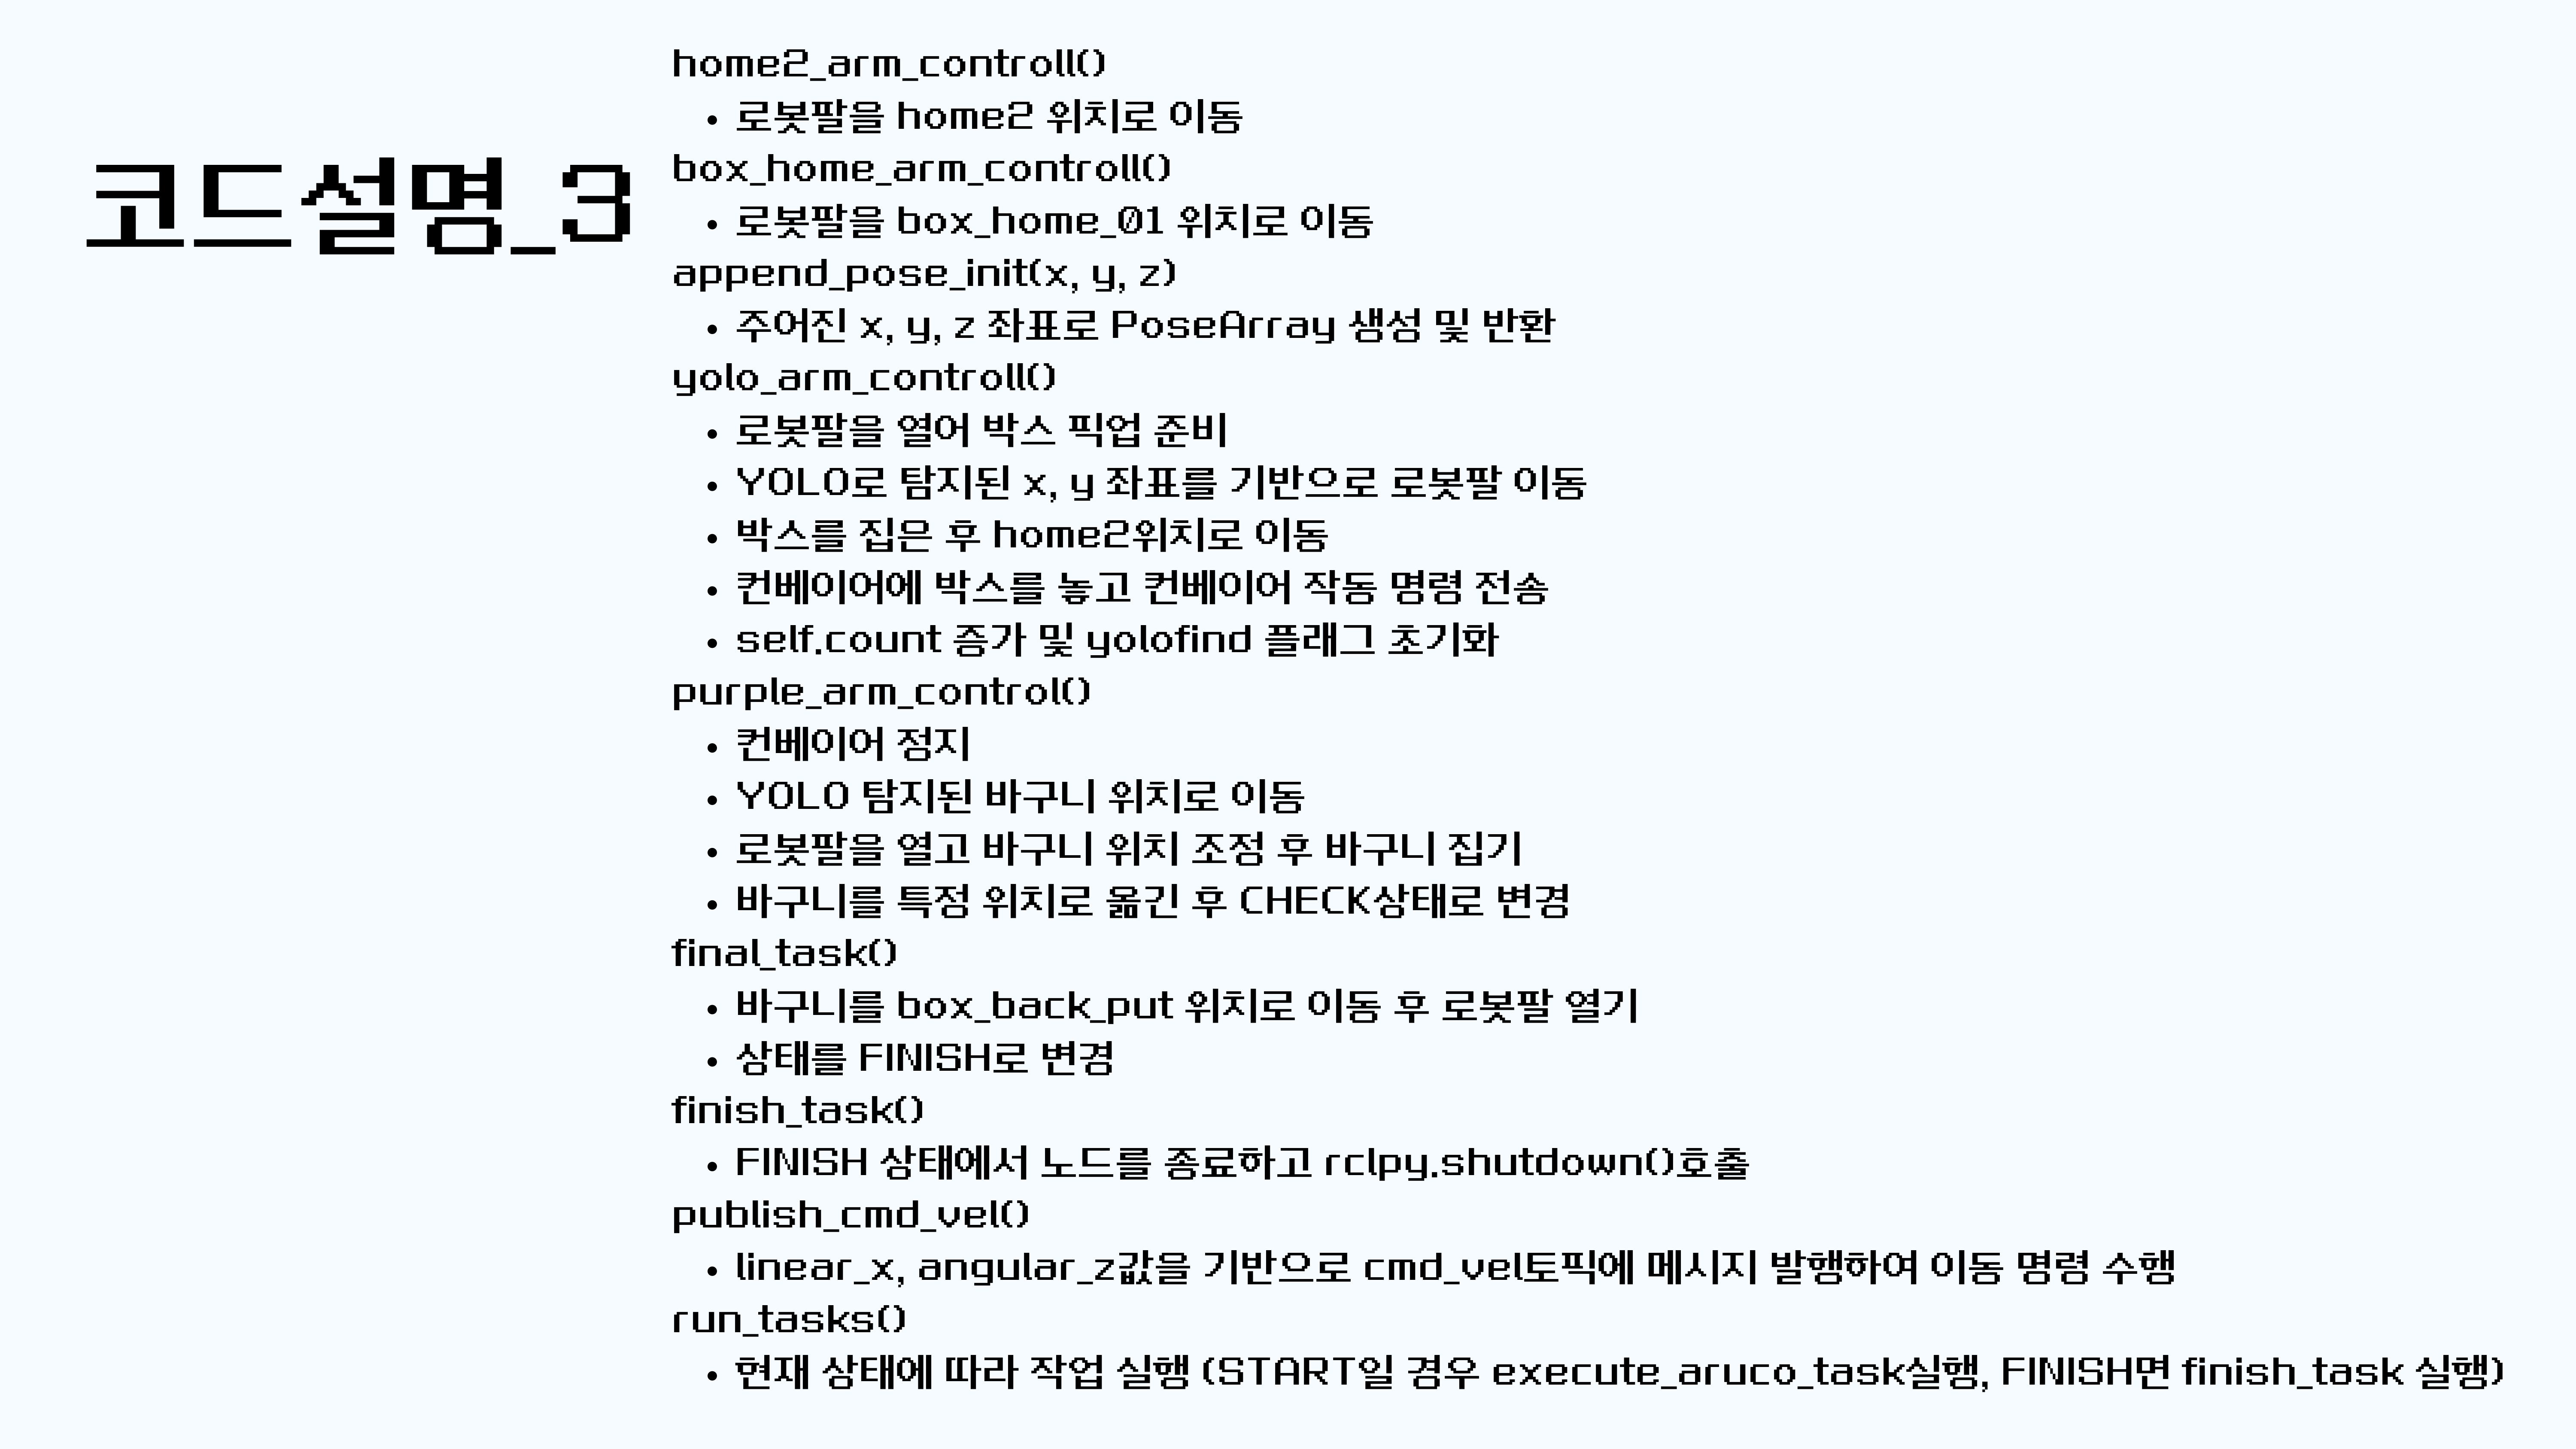 코드설명_3
home2_arm_controll()
• 로봇팔을 home2 위치로 이동
box_home_arm_controll()
• 로봇팔을 box_home_01 위치로 이동
append_pose_init(x, y, z)
• 주어진 x, y, z 좌표로 PoseArray 생성 및 반환
yolo_arm_controll()
• 로봇팔을 열어 박스 픽업 준비
• YOLO로 탐지된 x, y 좌표를 기반으로 로봇팔 이동
• 박스를 집은 후 home2위치로 이동
• 컨베이어에 박스를 놓고 컨베이어 작동 명령 전송
• self.count 증가 및 yolofind 플래그 초기화
purple_arm_control()
• 컨베이어 정지
• YOLO 탐지된 바구니 위치로 이동
• 로봇팔을 열고 바구니 위치 조정 후 바구니 집기
• 바구니를 특정 위치로 옮긴 후 CHECK상태로 변경
final_task()
• 바구니를 box_back_put 위치로 이동 후 로봇팔 열기
• 상태를 FINISH로 변경
finish_task()
• FINISH 상태에서 노드를 종료하고 rclpy.shutdown()호출
publish_cmd_vel()
• linear_x, angular_z값을 기반으로 cmd_vel토픽에 메시지 발행하여 이동 명령 수행
run_tasks()
• 현재 상태에 따라 작업 실행 (START일 경우 execute_aruco_task실행, FINISH면 finish_task 실행)